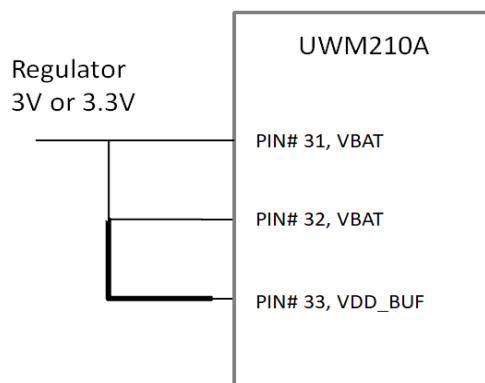 UWM210A
Regulator
3V or 3.3V
PIN# 31, VBAT
PIN# 32, VBAT
PIN# 33, VDD_BUF